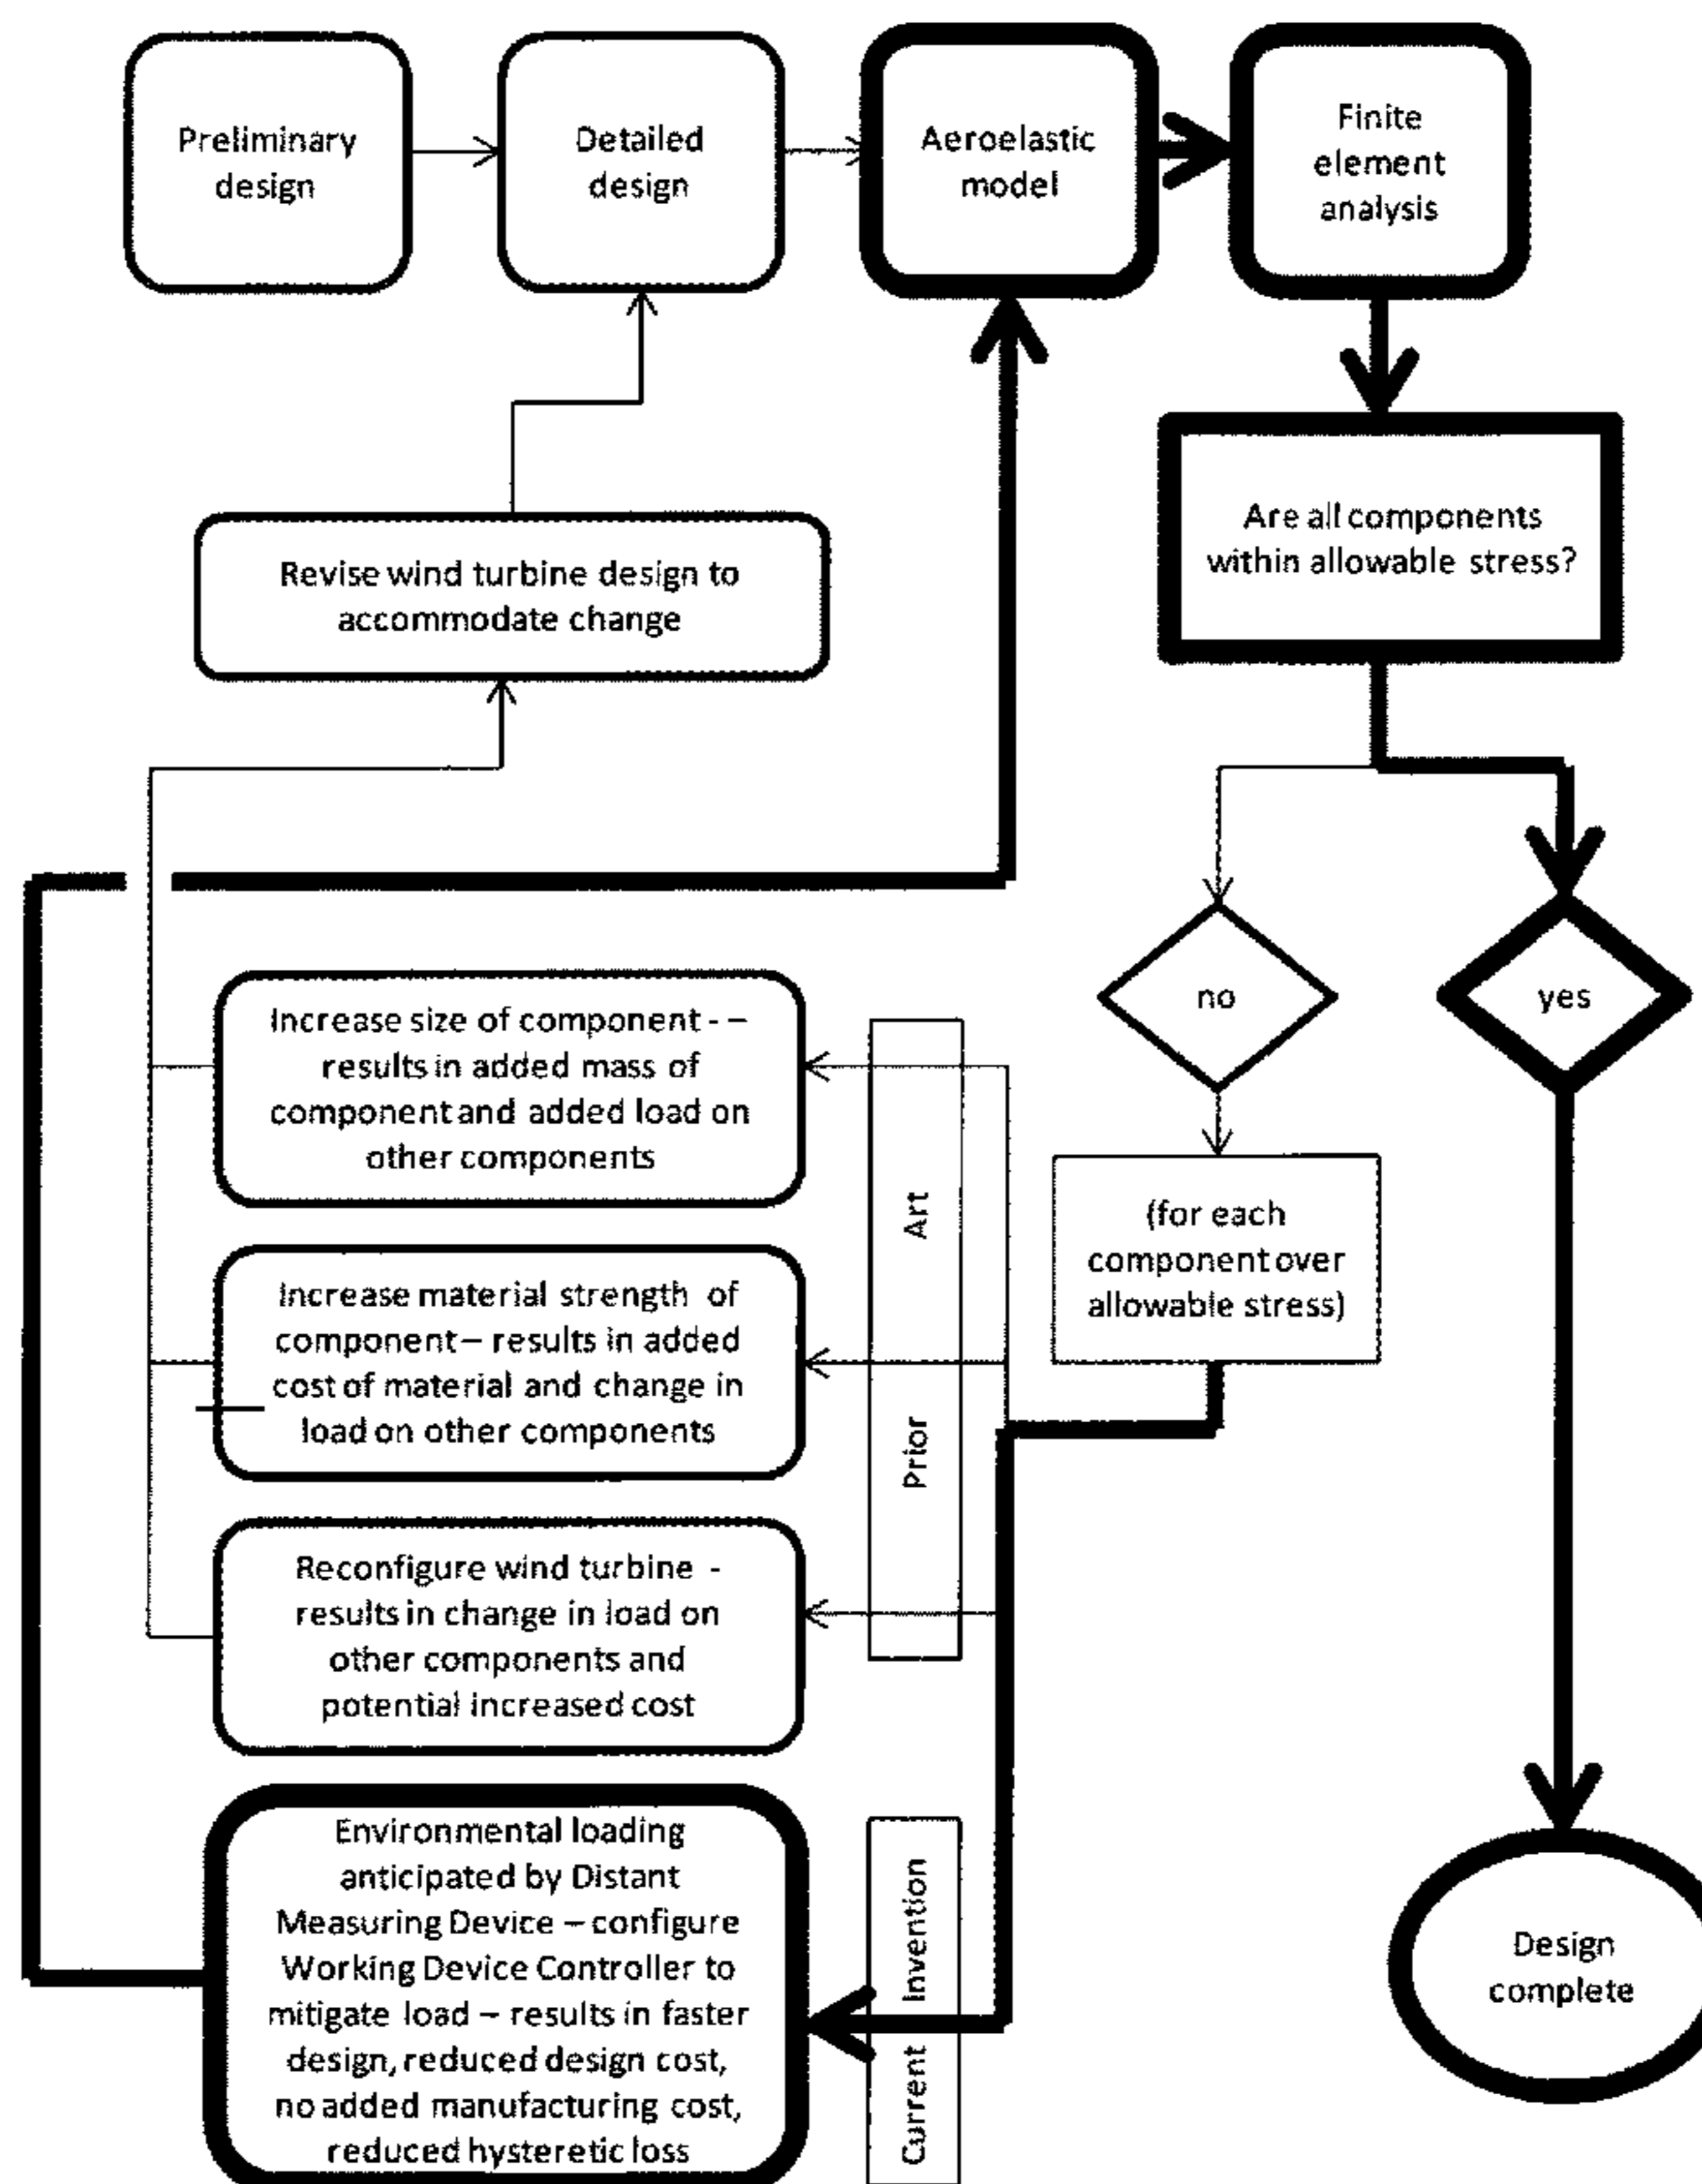 Preliminary
design
Detailed
design
Aeroelastic
model
Finite
element
analysis
Are all components
within allowable stress?
Revise wind turbine design to
accommodate change
no
yes
Increase size of component - –
results in added mass of
component and added load on
other components
Prior Art
(for each
component over
allowable stress)
Increase material strength of
component – results in added
cost of material and change in
load on other components
Reconfigure wind turbine -
results in change in load on
other components and
potential increased cost
Environmental loading
anticipated by Distant
Measuring Device – configure
Working Device Controller to
mitigate load – results in faster
design, reduced design cost,
no added manufacturing cost,
reduced hysteretic loss
Current Invention
Design
complete